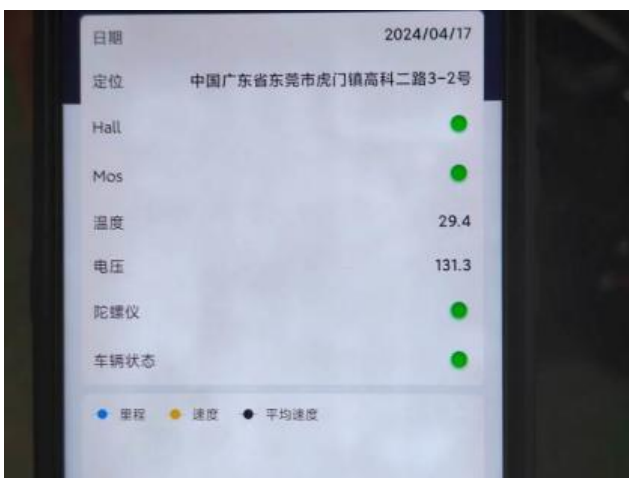 日期 2024/04/17
定位 中国广东省东莞市虎门镇高科二路3-2号
Hall
Mos
温度 29.4
电压 131.3
陀螺仪
车辆状态
里程 速度 平均速度